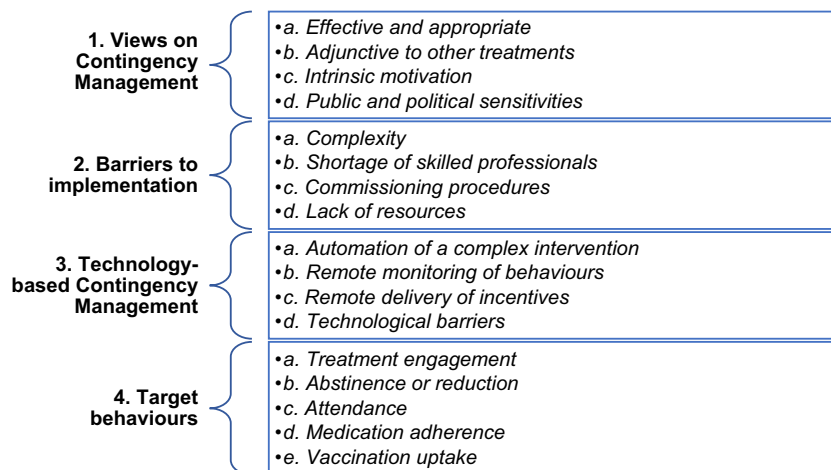 1. Views on
Contingency
Management
•a. Effective and appropriate
•b. Adjunctive to other treatments
•c. Intrinsic motivation
•d. Public and political sensitivities
2. Barriers to
implementation
•a. Complexity
•b. Shortage of skilled professionals
•c. Commissioning procedures
•d. Lack of resources
3. Technology-
based Contingency
Management
•a. Automation of a complex intervention
•b. Remote monitoring of behaviours
•c. Remote delivery of incentives
•d. Technological barriers
4. Target
behaviours
•a. Treatment engagement
•b. Abstinence or reduction
•c. Attendance
•d. Medication adherence
•e. Vaccination uptake